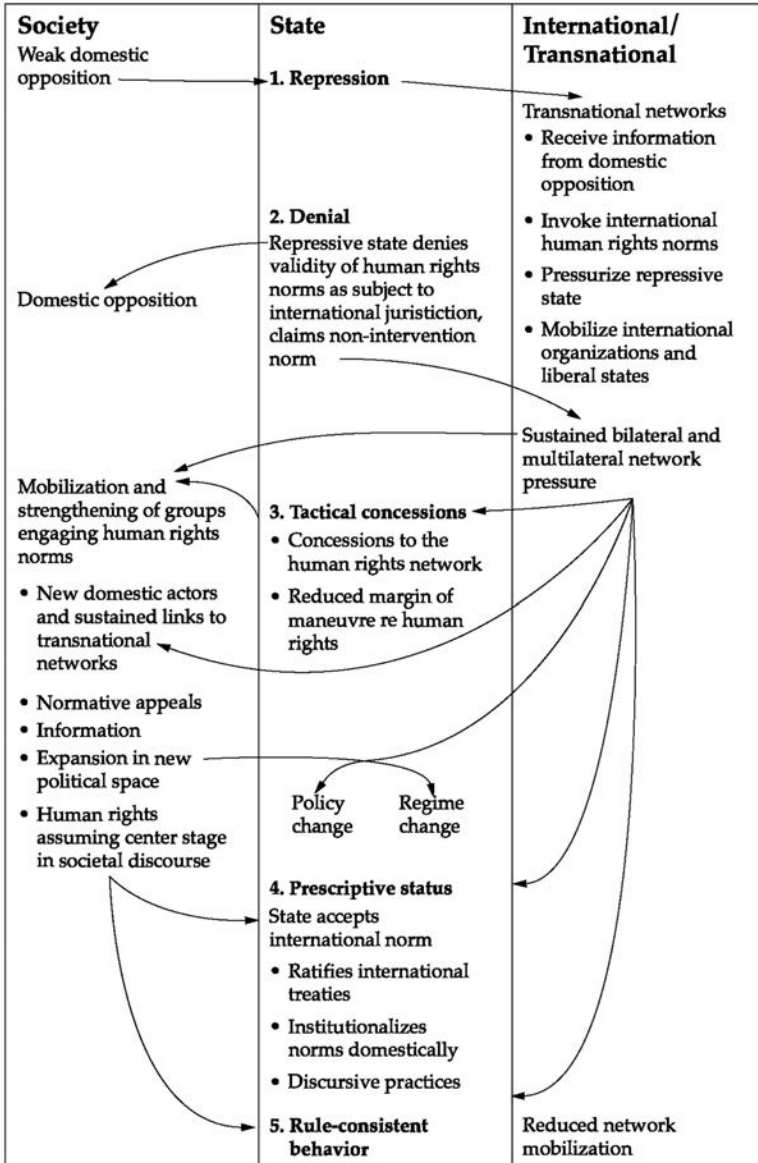 Society
Weak domestic
opposition
Domestic opposition
Mobilization and
strengthening of groups
engaging human rights
norms
• New domestic actors
and sustained links to
transnational
networks
• Normative appeals
• Information
• Expansion in new
political space
• Human rights
assuming center stage
in societal discourse
State
1. Repression
2. Denial
Repressive state denies
validity of human rights
norms as subject to
international juristiction,
claims non-intervention
norm
3. Tactical concessions
• Concessions to the
human rights network
• Reduced margin of
maneuvre re human
rights
Policy
change
Regime
change
4. Prescriptive status
State accepts
international norm
• Ratifies international
treaties
• Institutionalizes
norms domestically
• Discursive practices
5. Rule-consistent
behavior
International/
Transnational
Transnational networks
• Receive information
from domestic
opposition
• Invoke international
human rights norms
• Pressurize repressive
state
• Mobilize international
organizations and
liberal states
Sustained bilateral and
multilateral network
pressure
Reduced network
mobilization